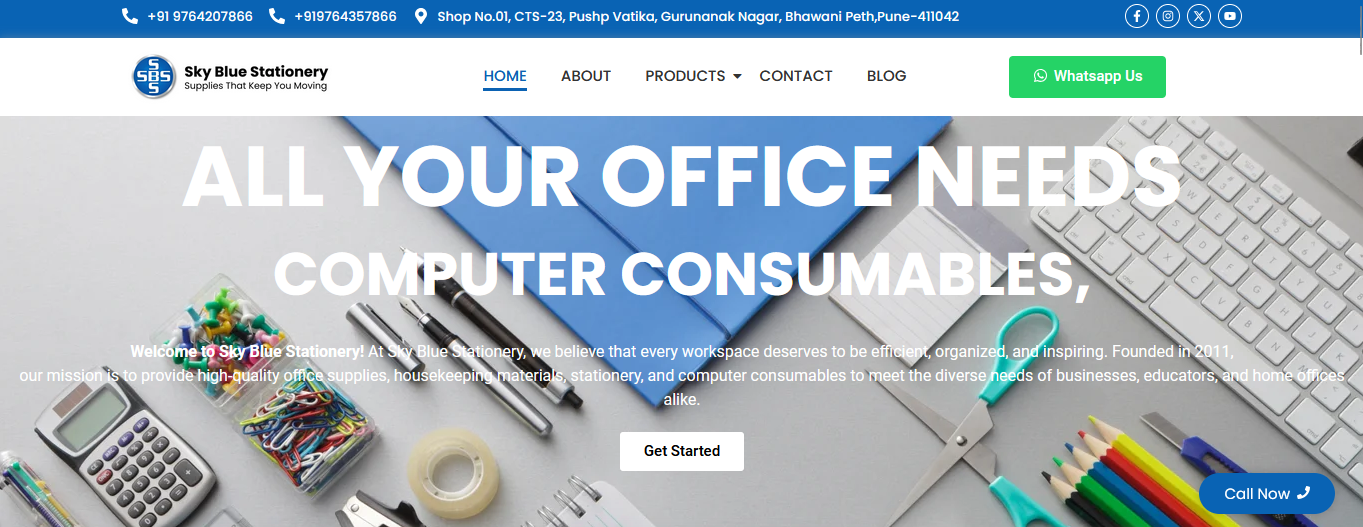 +91 9764207866
+919764357866
Shop No.01, CTS-23, Pushp Vatika, Gurunanak Nagar, Bhawani Peth,Pune-411042
SBS
S
S
Sky Blue Stationery
Supplies That Keep You Moving
HOME
ABOUT
PRODUCTS
CONTACT
BLOG
Whatsapp Us
ALL YOUR OFFICE NEEDS
COMPUTER CONSUMABLES,
Welcome to Sky Blue Stationery! At Sky Blue Stationery, we believe that every workspace deserves to be efficient, organized, and inspiring. Founded in 2011,
our mission is to provide high-quality office supplies, housekeeping materials, stationery, and computer consumables to meet the diverse needs of businesses, educators, and home offices
alike.
Get Started
Call Now